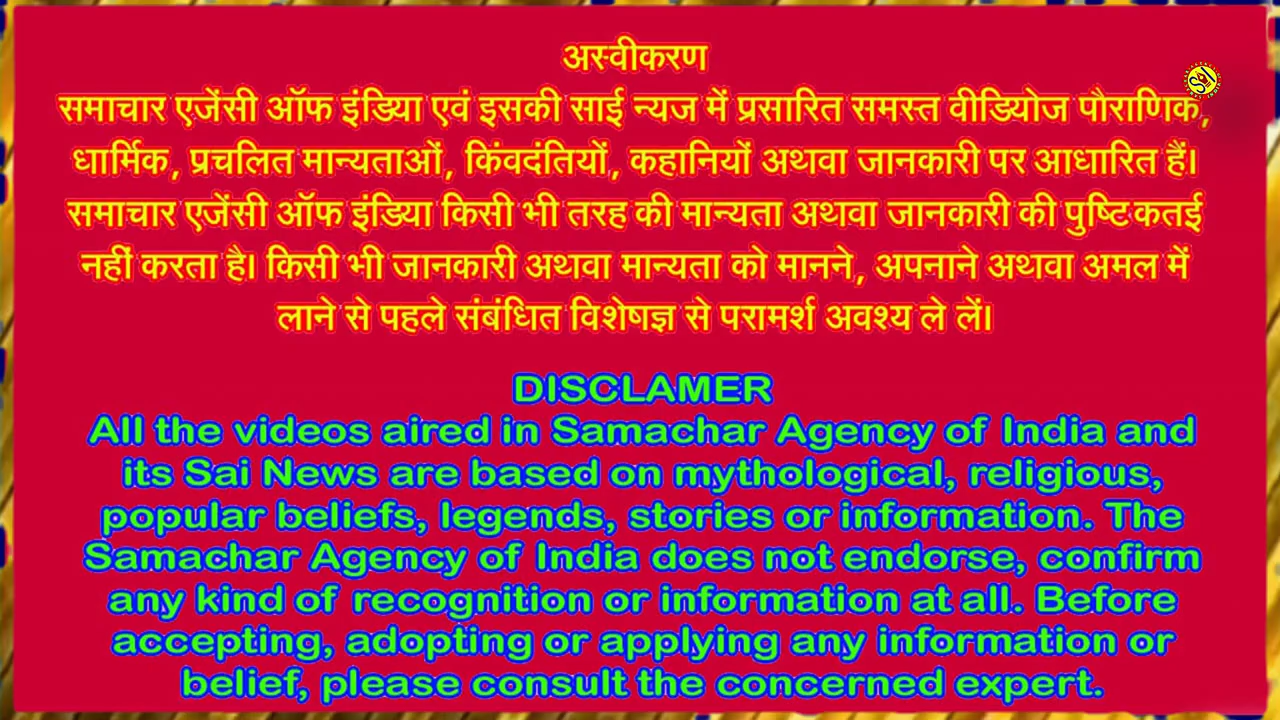 अस्वीकरण
समाचार एजेंसी ऑफ इंडिया एवं इसकी साई न्यज में प्रसारित समस्त वीडियोज पौराणिक,
धार्मिक, प्रचलित मान्यताओं, किंवदंतियों, कहानियों अथवा जानकारी पर आधारित हैं।
समाचार एजेंसी ऑफ इंडिया किसी भी तरह की मान्यता अथवा जानकारी की पुष्टि कतई
नहीं करता है। किसी भी जानकारी अथवा मान्यता को मानने, अपनाने अथवा अमल में
लाने से पहले संबंधित विशेषज्ञ से परामर्श अवश्य ले लें।
DISCLAMER
All the videos aired in Samachar Agency of India and
its Sai News are based on mythological, religious,
popular beliefs, legends, stories or information. The
Samachar Agency of India does not endorse, confirm
any kind of recognition or information at all. Before
accepting, adopting or applying any information or
belief, please consult the concerned expert.